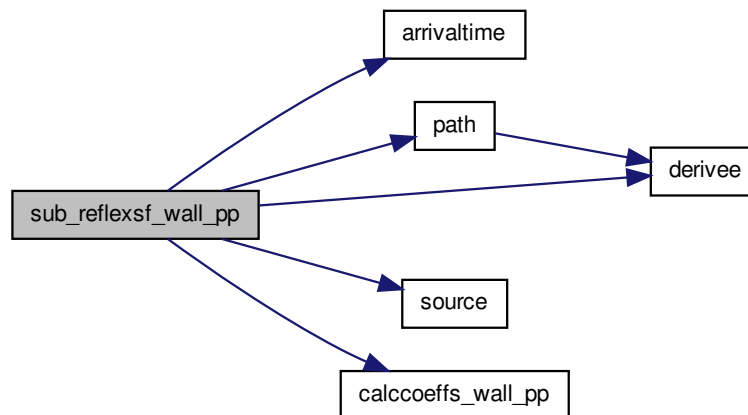 arrivaltime
path
derivee
sub_reflexsf_wall_pp
source
calccoeffs_wall_pp